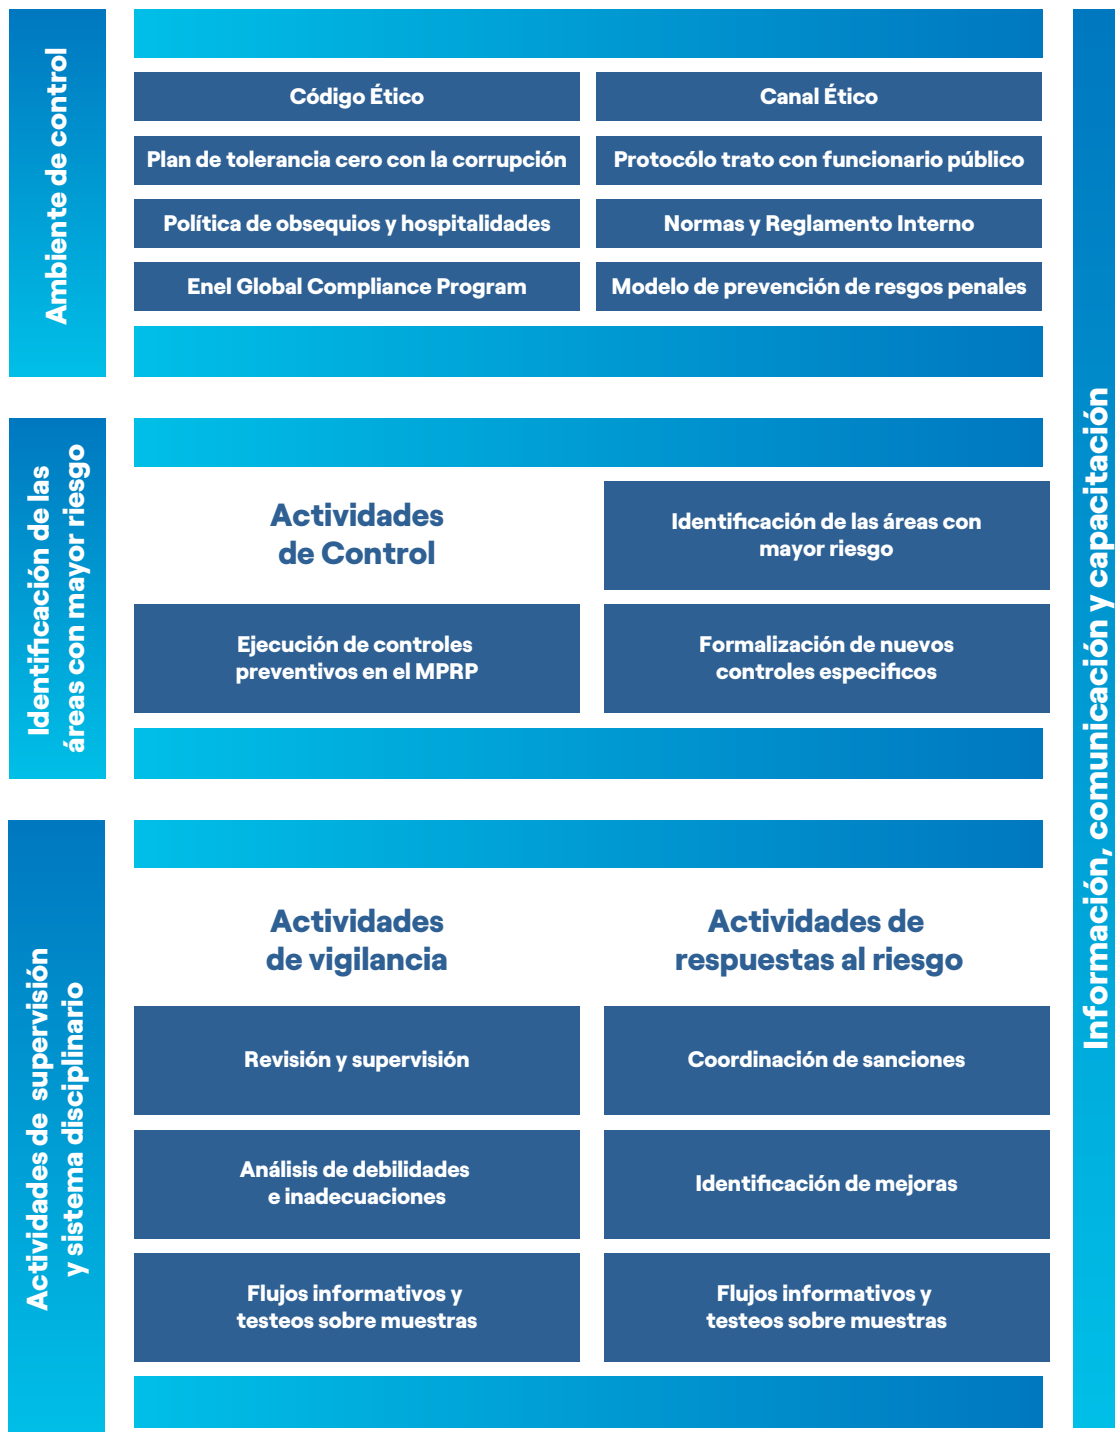 Ambiente de control
Código Ético
Canal Ético
Plan de tolerancia cero con la corrupción
Protocólo trato con funcionario público
Política de obsequios y hospitalidades
Normas y Reglamento Interno
Enel Global Compliance Program
Modelo de prevención de resgos penales
Identificación de las
áreas con mayor riesgo
Actividades
de Control
Identificación de las áreas con
mayor riesgo
Ejecución de controles
preventivos en el MPRP
Formalización de nuevos
controles especificos
Actividades de supervisión
y sistema disciplinario
Actividades
de vigilancia
Actividades de
respuestas al riesgo
Revisión y supervisión
Coordinación de sanciones
Análisis de debilidades
e inadecuaciones
Identificación de mejoras
Flujos informativos y
testeos sobre muestras
Flujos informativos y
testeos sobre muestras
Información, comunicación y capacitación